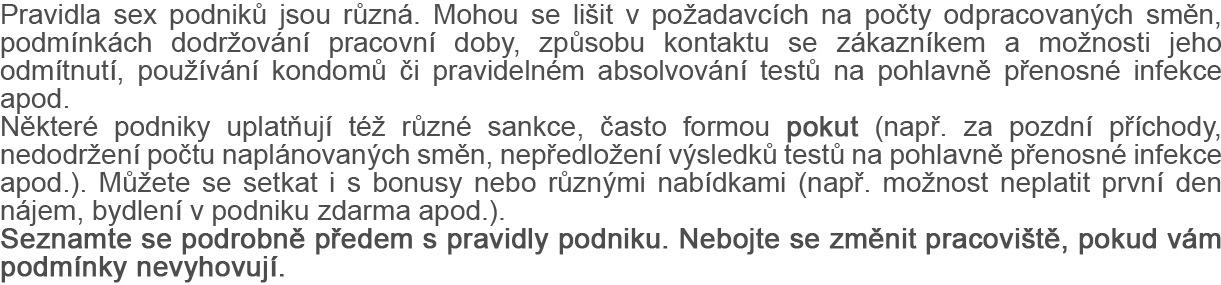 Pravidla sex podniků jsou různá. Mohou se lišit v požadavcích na počty odpracovaných směn,
podmínkách dodržování pracovní doby, způsobu kontaktu se zákazníkem a možnosti jeho
odmítnutí, používání kondomů či pravidelném absolvování testů na pohlavně přenosné infekce
apod.
Některé podniky uplatňují též různé sankce, často formou pokut (např. za pozdní příchody,
nedodržení počtu naplánovaných směn, nepředložení výsledků testů na pohlavně přenosné infekce
apod.). Můžete se setkat i s bonusy nebo různými nabídkami (např. možnost neplatit první den
nájem, bydlení v podniku zdarma apod.).
Seznamte se podrobně předem s pravidly podniku. Nebojte se změnit pracoviště, pokud vám
podmínky nevyhovují.